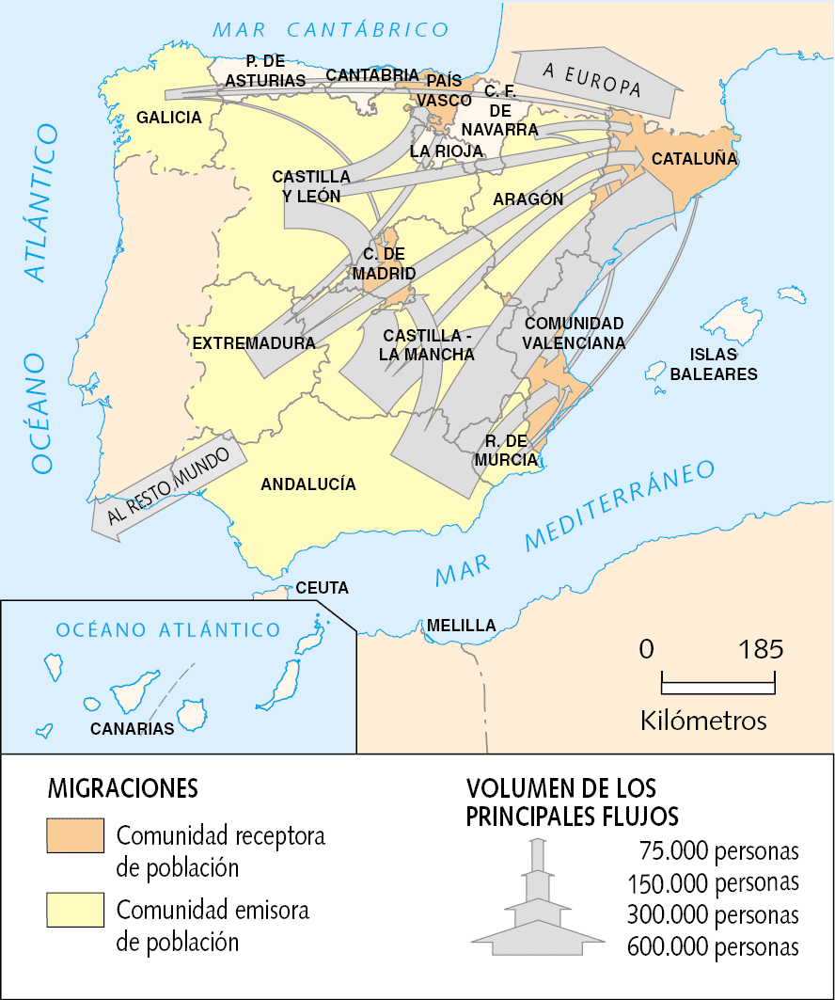 MAR CANTÁBRICO
P. DE
ASTURIAS
CANTABRIA
PAÍS
VASCO
C. F.
DE
NAVARRA
A EUROPA
GALICIA
LA RIOJA
CATALUÑA
CASTILLA
Y LEÓN
ARAGÓN
OCÉANO ATLÁNTICO
C. DE
MADRID
EXTREMADURA
CASTILLA -
LA MANCHA
COMUNIDAD
VALENCIANA
ISLAS
BALEARES
R. DE
MURCIA
ANDALUCÍA
AL RESTO MUNDO
MAR MEDITERRÁNEO
CEUTA
MELILLA
OCÉANO ATLÁNTICO
CANARIAS
0 185
Kilómetros
MIGRACIONES
Comunidad receptora
de población
Comunidad emisora
de población
VOLUMEN DE LOS
PRINCIPALES FLUJOS
75.000 personas
150.000 personas
300.000 personas
600.000 personas